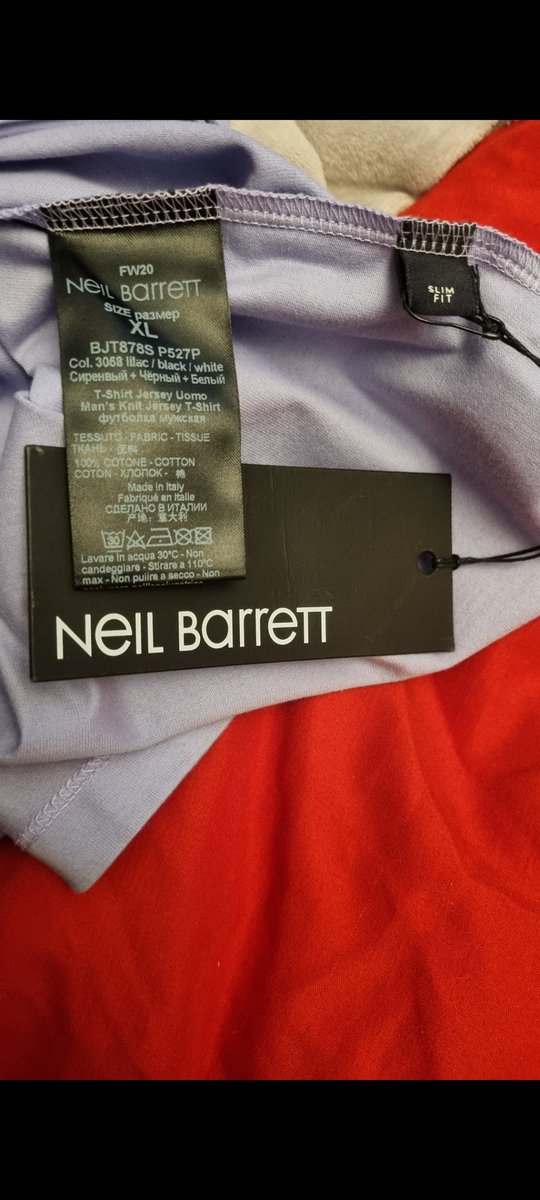 FW20
NEIL BARRETT
SIZE размер
XL
BJT878S P527P
Col. 3058 lilac / black / white
Сиреневый + Чёрный + Белый
T-Shirt Jersey Uomo
Man's Knit Jersey T-Shirt
футболка мужская
TESSUTO - FABRIC - TISSUE
ТКАНЬ - 面料
100% COTONE - COTTON
COTON - ХЛОПОК - 棉
Made in Italy
Fabriqué en Italie
СДЕЛАНО В ИТАЛИИ
产地: 意大利
Lavare in acqua 30°C - Non
candeggiare - Stirare a 110°C
max - Non pulire a secco - Non
SLIM
FIT
NEIL BARRETT